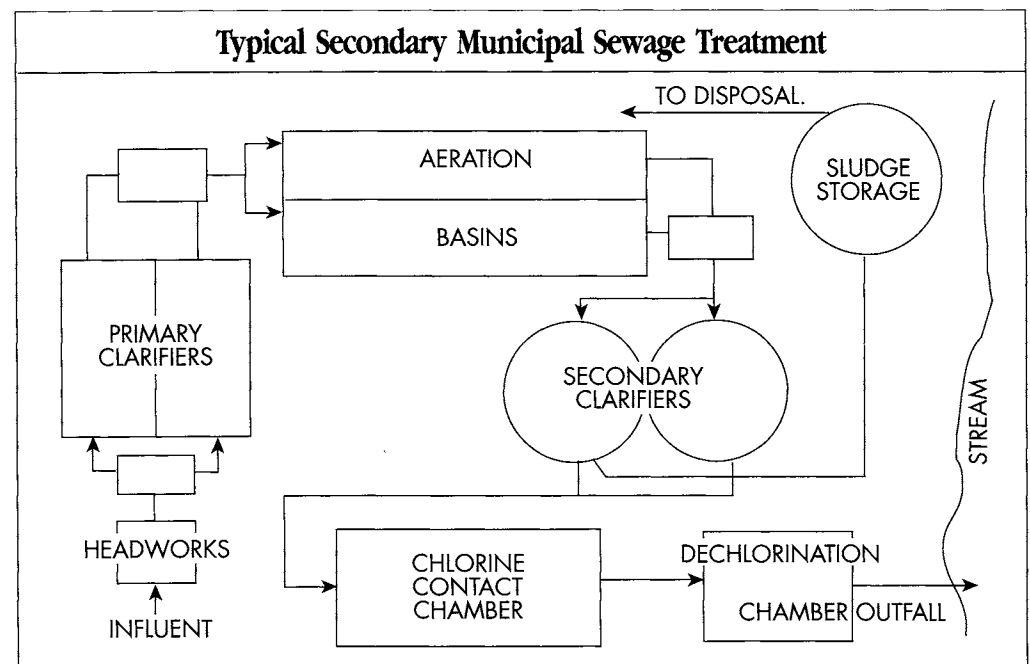 Typical Secondary Municipal Sewage Treatment
TO DISPOSAL.
AERATION
BASINS
SLUDGE
STORAGE
PRIMARY
CLARIFIERS
SECONDARY
CLARIFIERS
STREAM
HEADWORKS
INFLUENT
CHLORINE
CONTACT
CHAMBER
DECHLORINATION
CHAMBER
OUTFALL